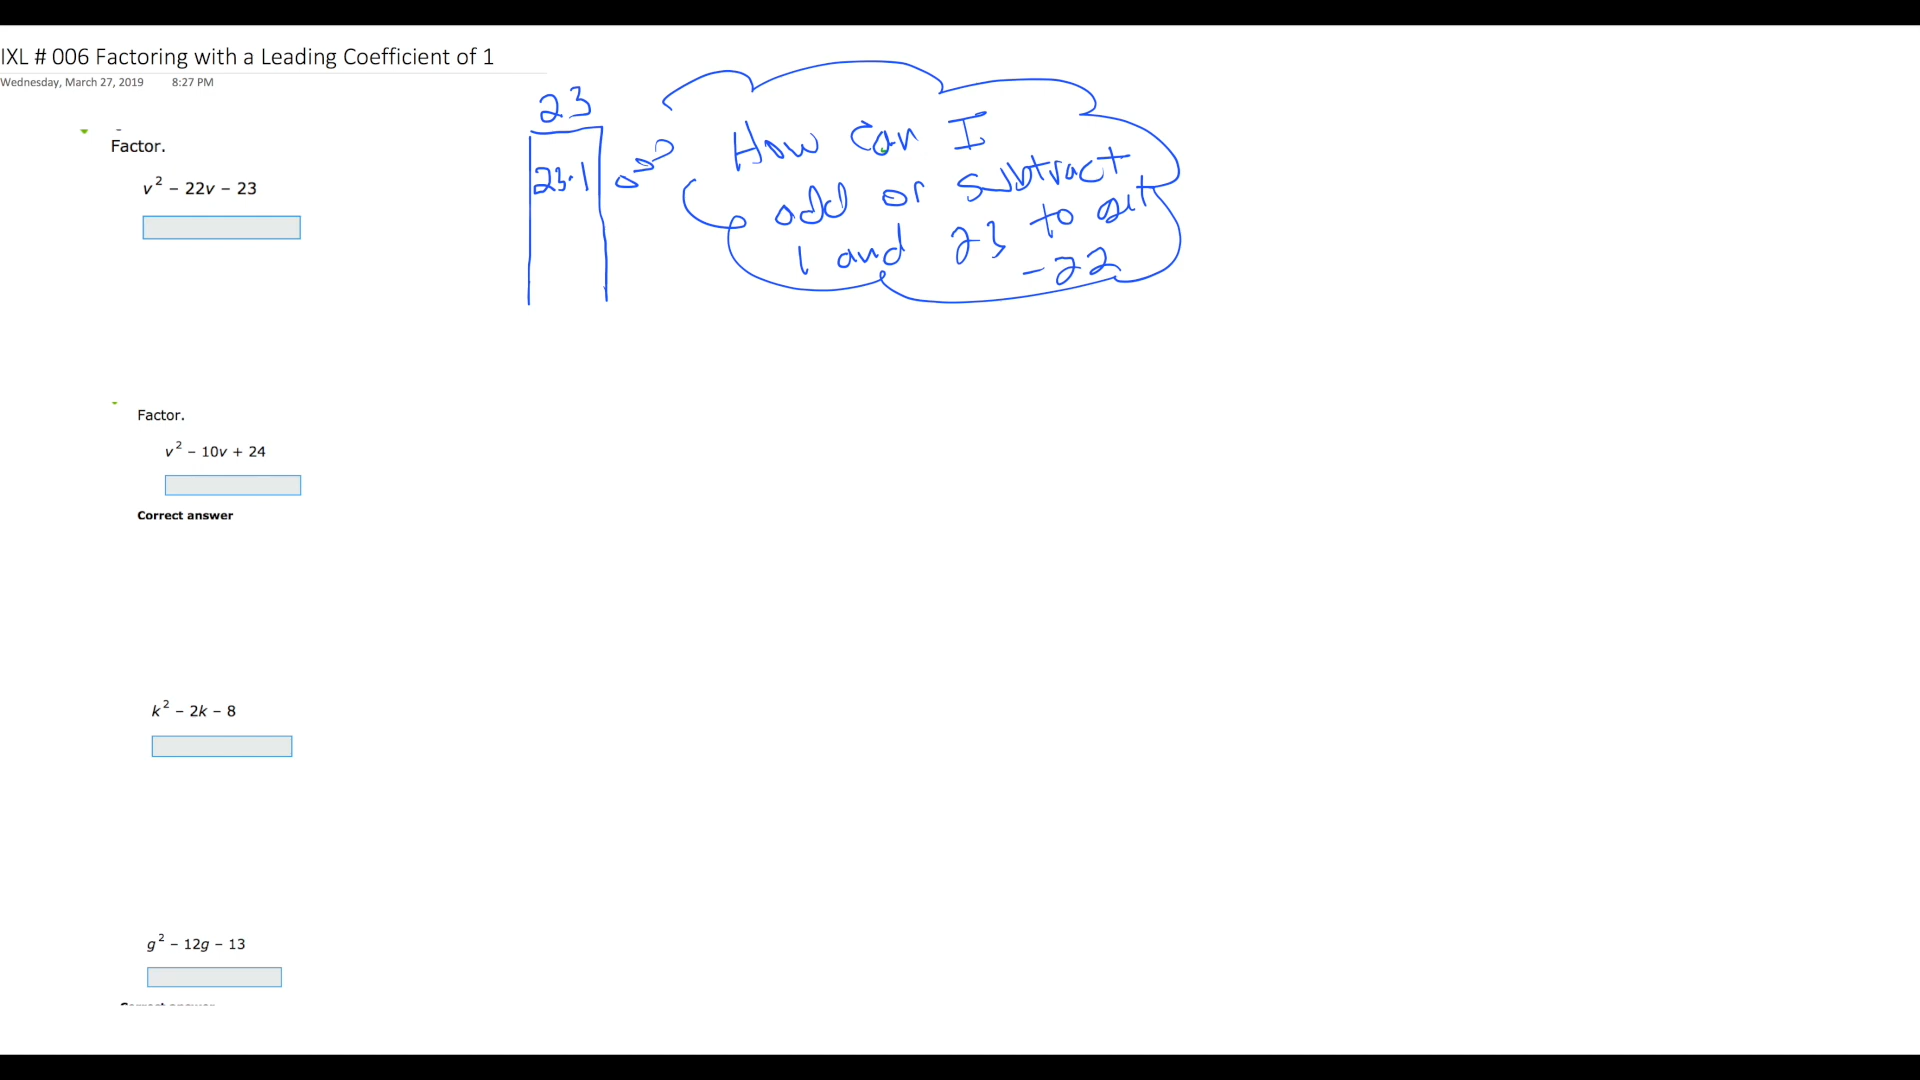 IXL # 006 Factoring with a Leading Coefficient of 1
Wednesday, March 27, 2019 8:27 PM
Factor.
v² – 22v – 23
23
23·1
How can I
add or subtract
1 and 23 to get
-22
Factor.
v² – 10v + 24
Correct answer
k² – 2k – 8
g² – 12g – 13